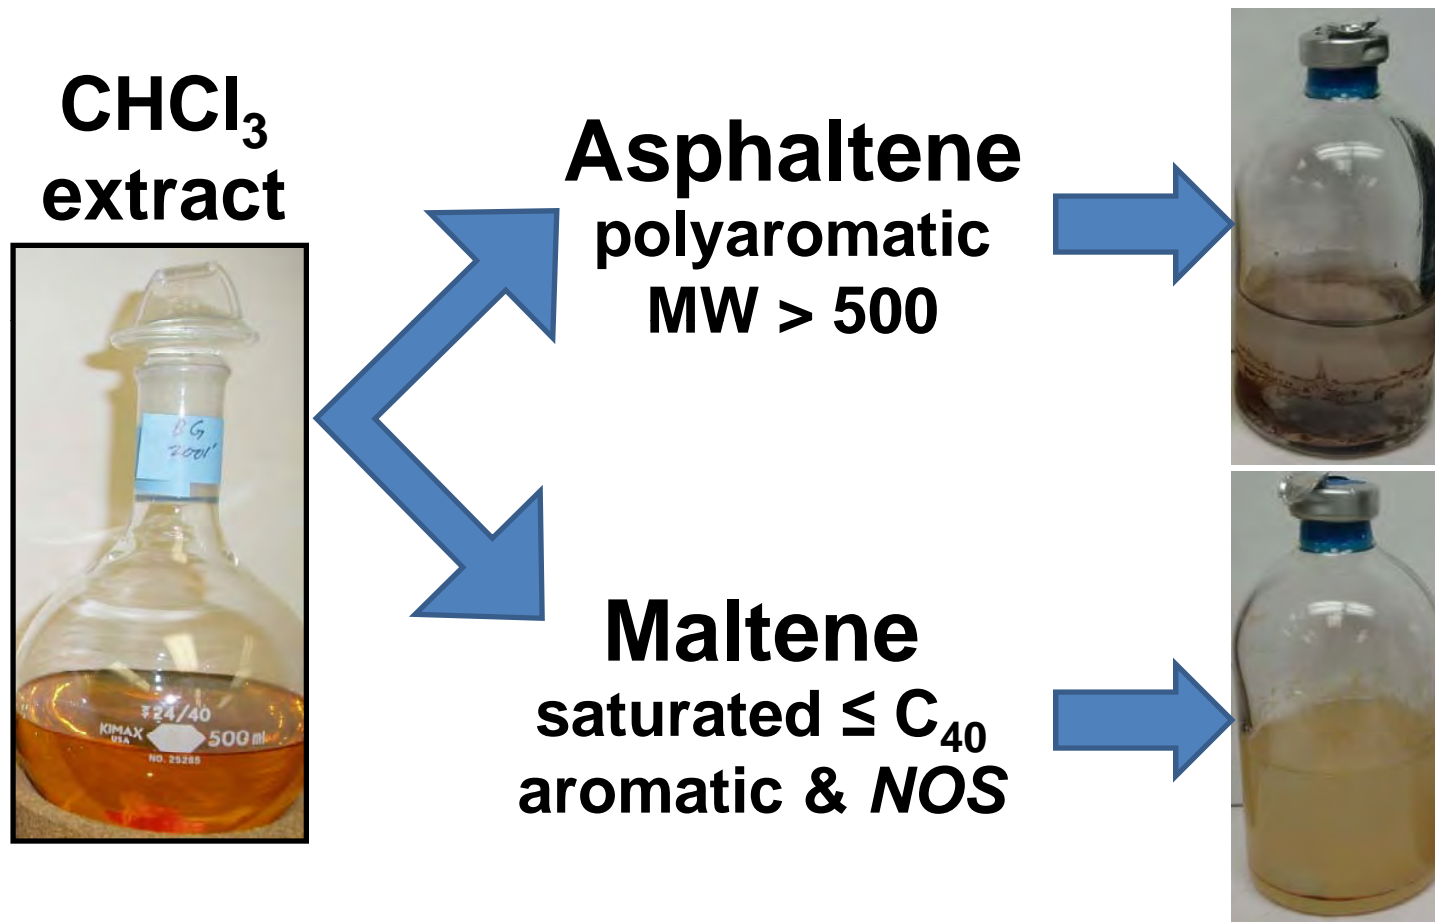 CHCl₃
extract
Asphaltene
polyaromatic
MW > 500
Maltene
saturated ≤ C₄₀
aromatic & NOS
BG
24/40
KIMAX
USA
500 ml
NO. 25285